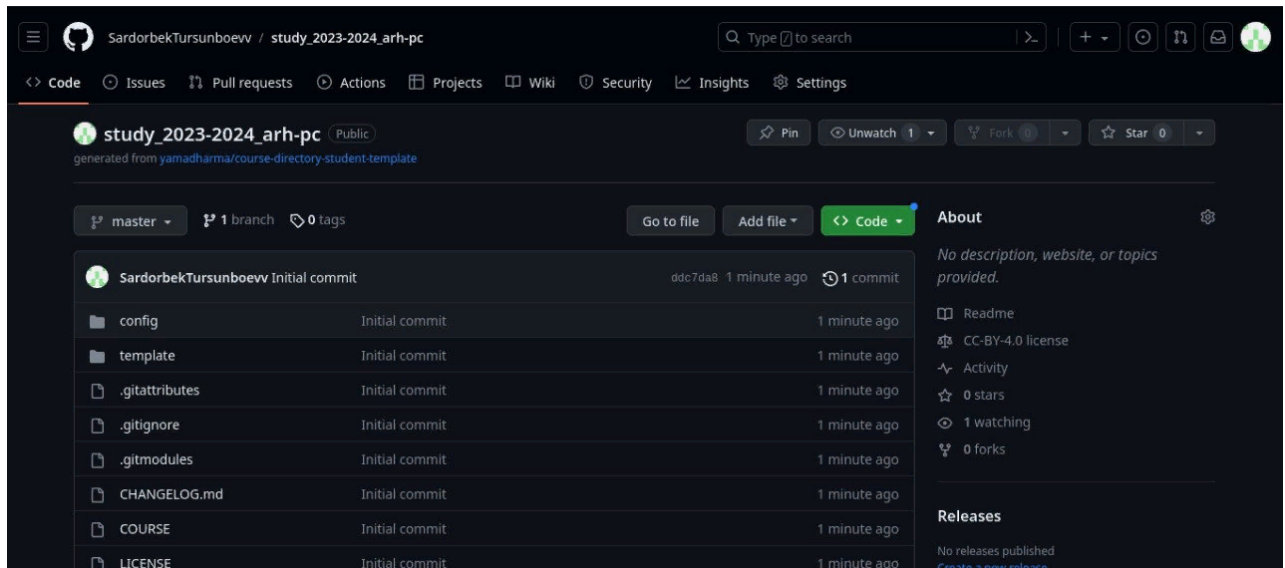 SardorbekTursunboevv / study_2023-2024_arh-pc
Type / to search
Code Issues Pull requests Actions Projects Wiki Security Insights Settings
study_2023-2024_arh-pc Public
Pin Unwatch 1 Fork 0 Star 0
generated from yamadharma/course-directory-student-template
master 1 branch 0 tags
Go to file Add file <> Code
SardorbekTursunboevv Initial commit ddc7da8 1 minute ago 1 commit
config Initial commit 1 minute ago
template Initial commit 1 minute ago
.gitattributes Initial commit 1 minute ago
.gitignore Initial commit 1 minute ago
.gitmodules Initial commit 1 minute ago
CHANGELOG.md Initial commit 1 minute ago
COURSE Initial commit 1 minute ago
LICENSE Initial commit 1 minute ago
About
No description, website, or topics
provided.
Readme
CC-BY-4.0 license
Activity
0 stars
1 watching
0 forks
Releases
No releases published
Create a new release